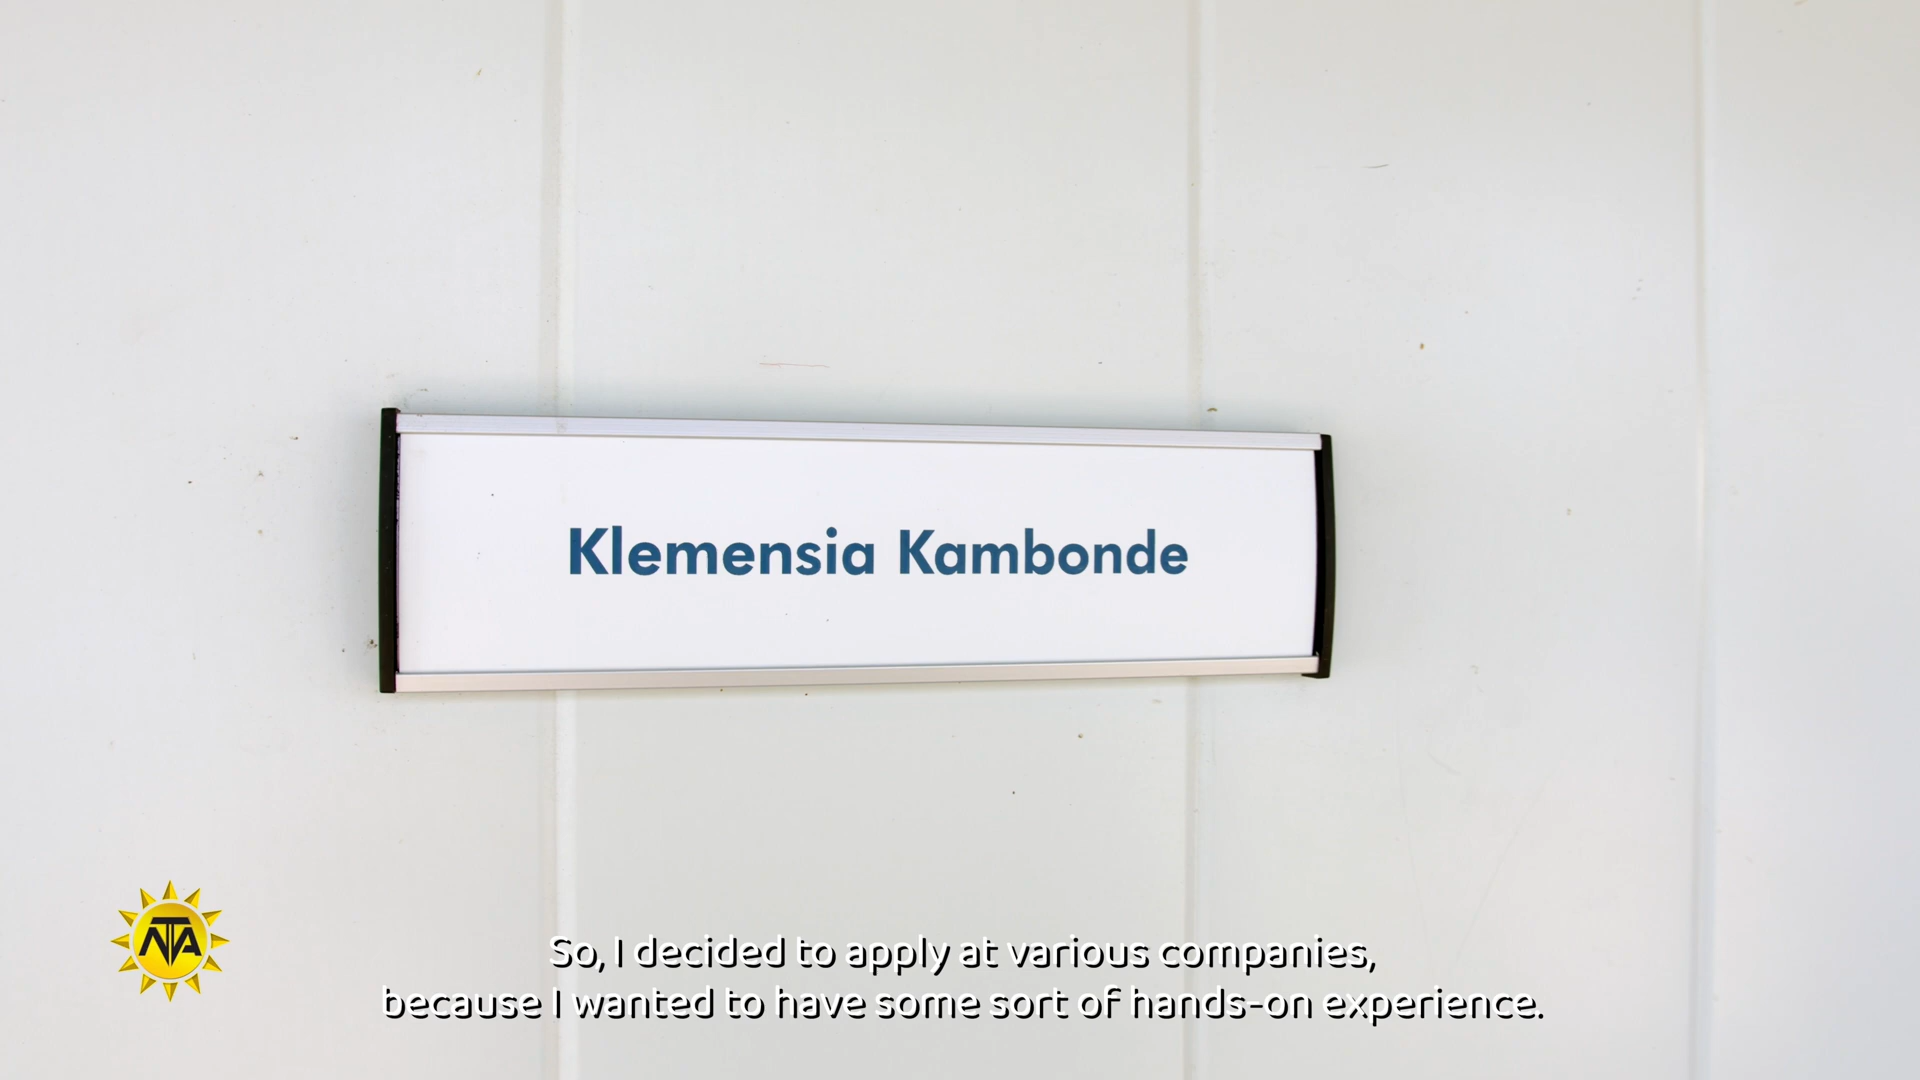 Klemensia Kambonde
NTA
So, I decided to apply at various companies,
because I wanted to have some sort of hands-on experience.